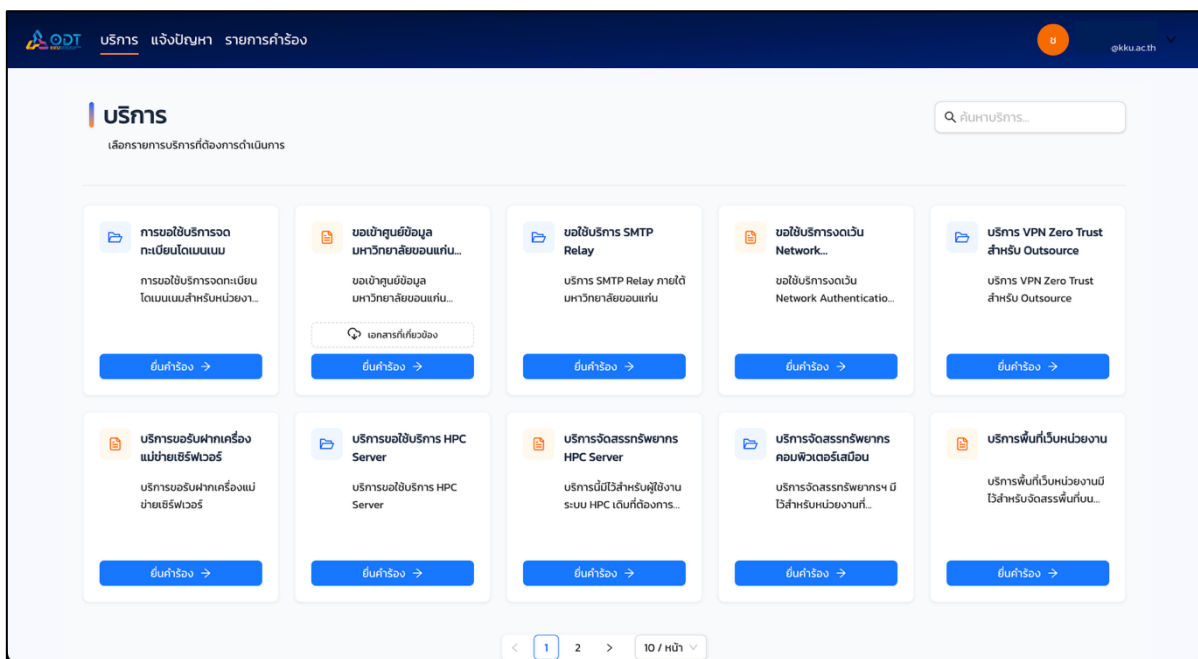 ODT
KKU
บริการ แจ้งปัญหา รายการคำร้อง
ช
@kku.ac.th
บริการ
ค้นหาบริการ...
เลือกรายการบริการที่ต้องการดำเนินการ
การขอใช้บริการจด
ทะเบียนโดเมนเนม
การขอใช้บริการจดทะเบียน
โดเมนเนมสำหรับหน่วยงา...
ยื่นคำร้อง
ขอเข้าศูนย์ข้อมูล
มหาวิทยาลัยขอนแก่น...
ขอเข้าศูนย์ข้อมูล
มหาวิทยาลัยขอนแก่น...
เอกสารที่เกี่ยวข้อง
ยื่นคำร้อง
ขอใช้บริการ SMTP
Relay
บริการ SMTP Relay ภายใต้
มหาวิทยาลัยขอนแก่น
ยื่นคำร้อง
ขอใช้บริการงดเว้น
Network...
ขอใช้บริการงดเว้น
Network Authenticatio...
ยื่นคำร้อง
บริการ VPN Zero Trust
สำหรับ Outsource
บริการ VPN Zero Trust
สำหรับ Outsource
ยื่นคำร้อง
บริการขอรับฝากเครื่อง
แม่ข่ายเซิร์ฟเวอร์
บริการขอรับฝากเครื่องแม่
ข่ายเซิร์ฟเวอร์
ยื่นคำร้อง
บริการขอใช้บริการ HPC
Server
บริการขอใช้บริการ HPC
Server
ยื่นคำร้อง
บริการจัดสรรทรัพยากร
HPC Server
บริการนี้มีไว้สำหรับผู้ใช้งาน
ระบบ HPC เดิมที่ต้องการ...
ยื่นคำร้อง
บริการจัดสรรทรัพยากร
คอมพิวเตอร์เสมือน
บริการจัดสรรทรัพยากรฯ มี
ไว้สำหรับหน่วยงานที่...
ยื่นคำร้อง
บริการพื้นที่เว็บหน่วยงาน
บริการพื้นที่เว็บหน่วยงานมี
ไว้สำหรับจัดสรรพื้นที่บน...
ยื่นคำร้อง
< 1 2 > 10 / หน้า